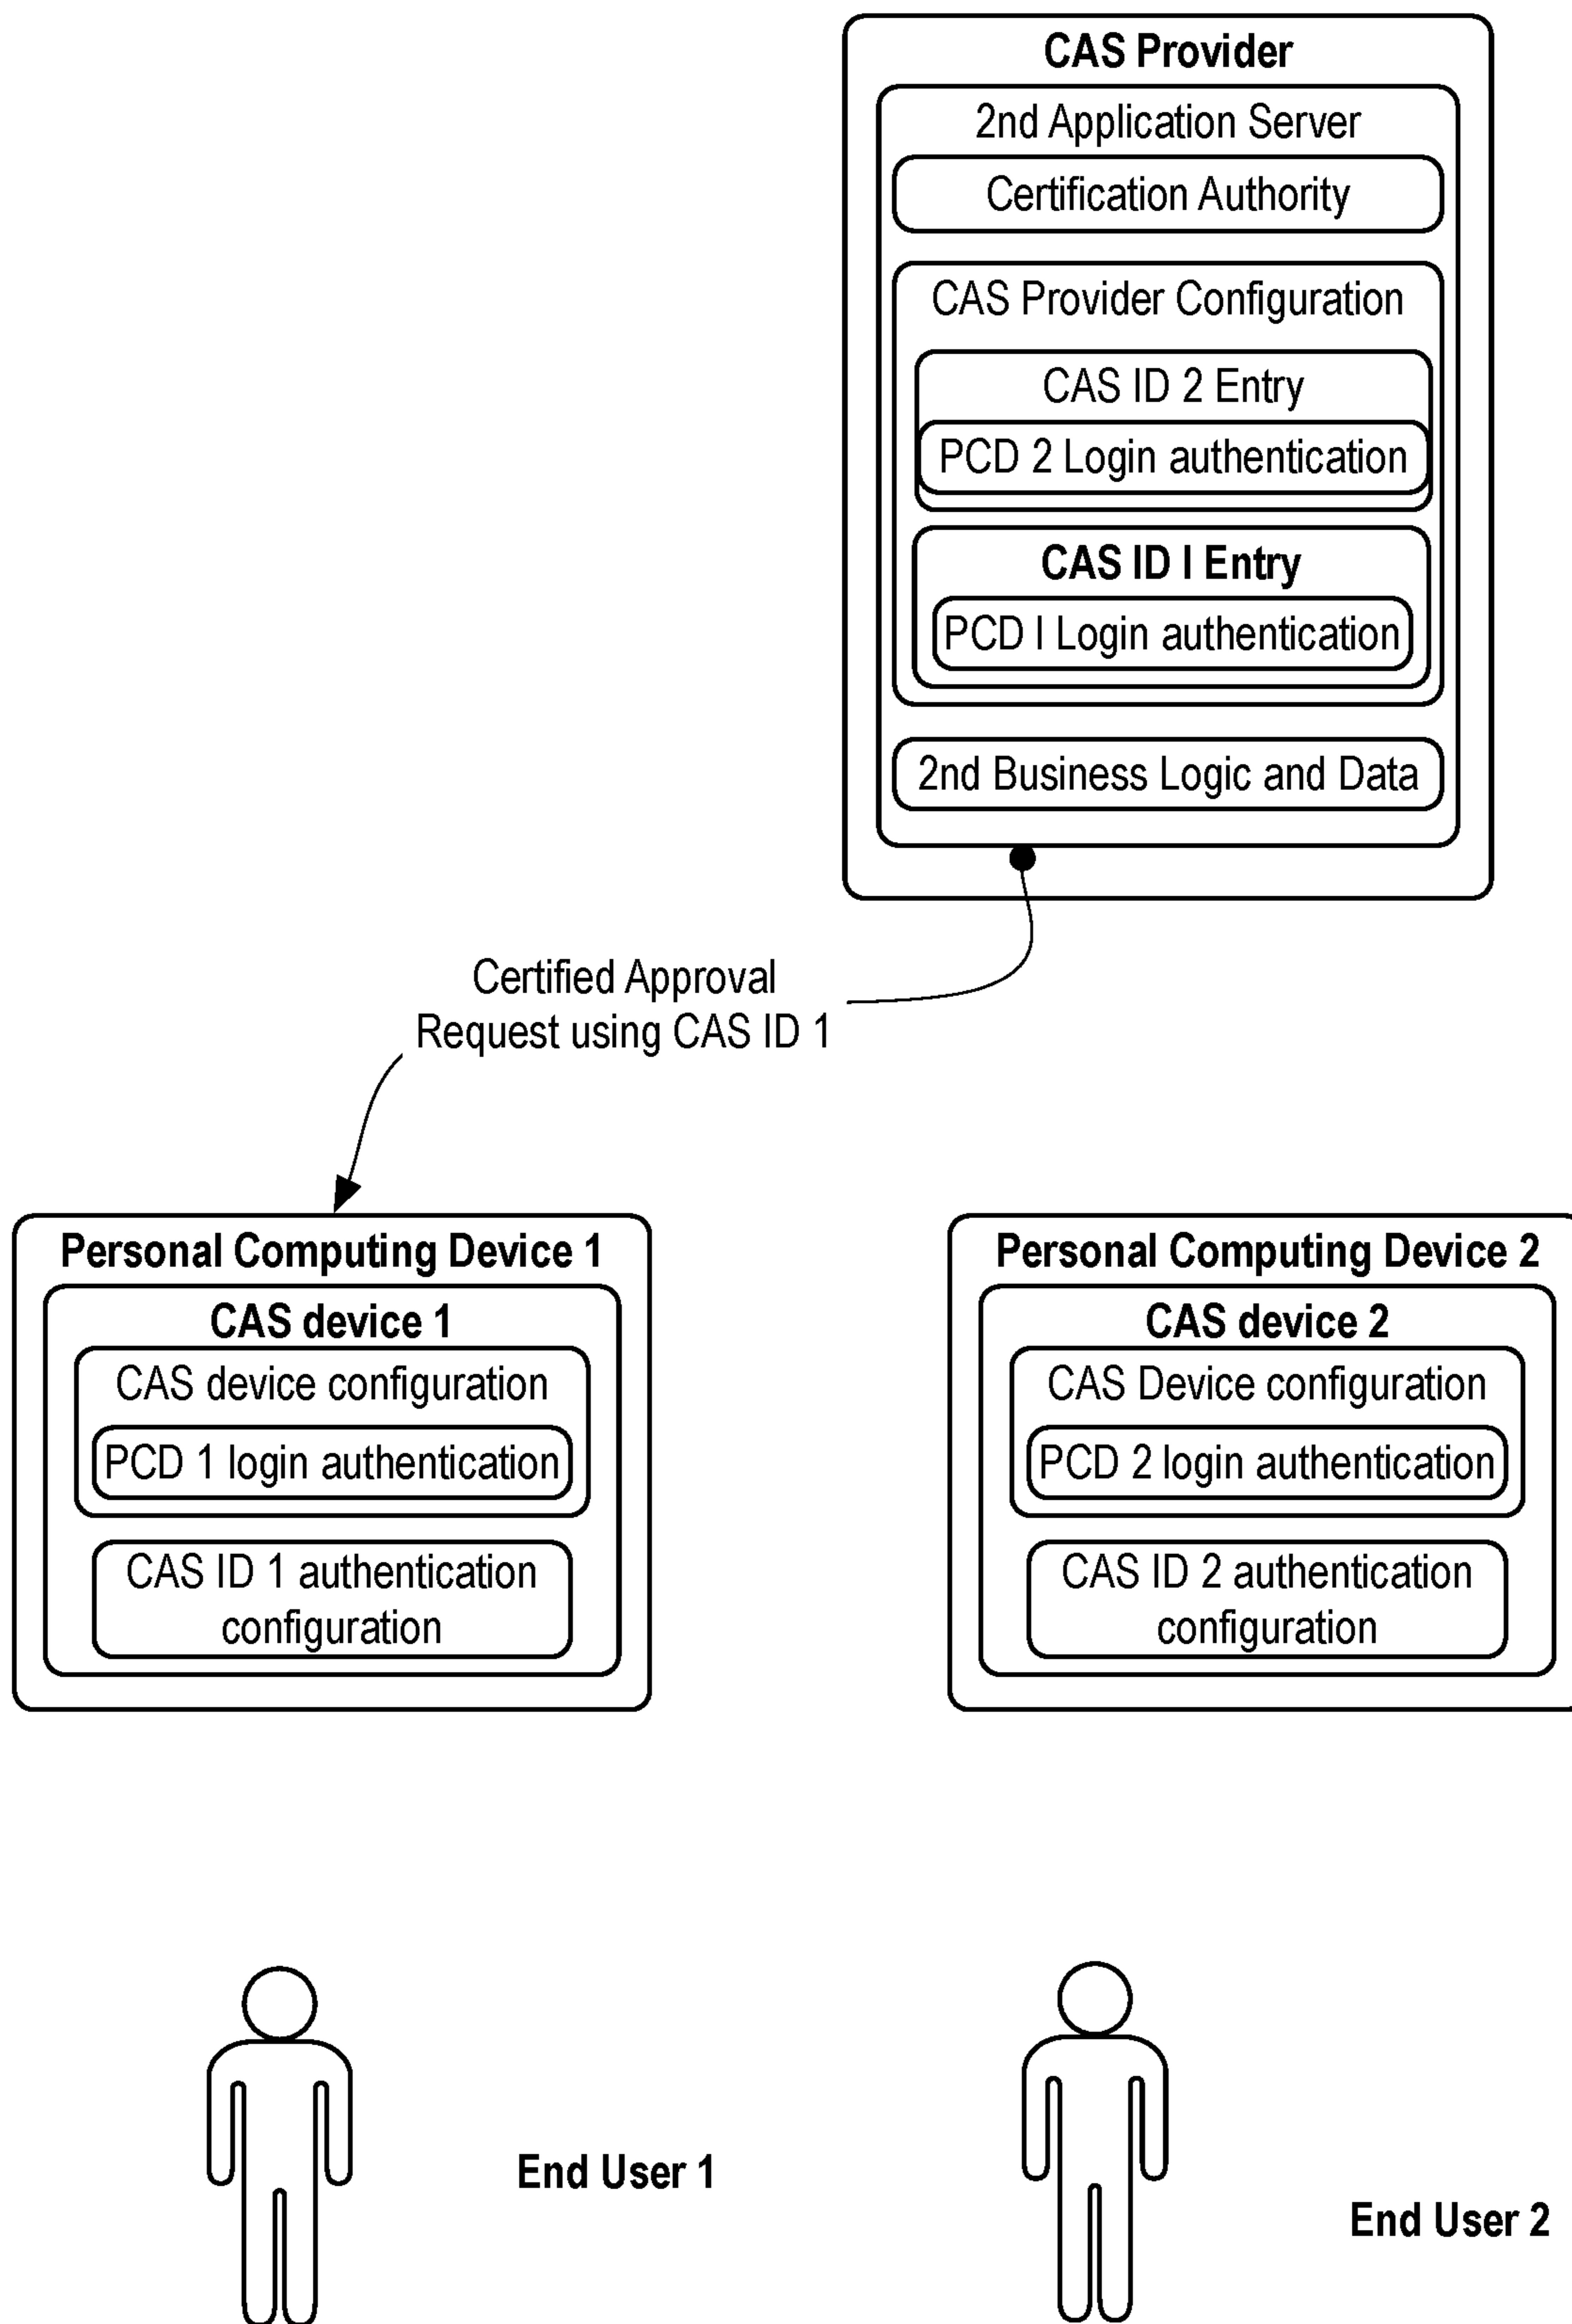 CAS Provider
2nd Application Server
Certification Authority
CAS Provider Configuration
CAS ID 2 Entry
PCD 2 Login authentication
CAS ID I Entry
PCD I Login authentication
2nd Business Logic and Data
Certified Approval
Request using CAS ID 1
Personal Computing Device 1
CAS device 1
CAS device configuration
PCD 1 login authentication
CAS ID 1 authentication
configuration
Personal Computing Device 2
CAS device 2
CAS Device configuration
PCD 2 login authentication
CAS ID 2 authentication
configuration
End User 1
End User 2